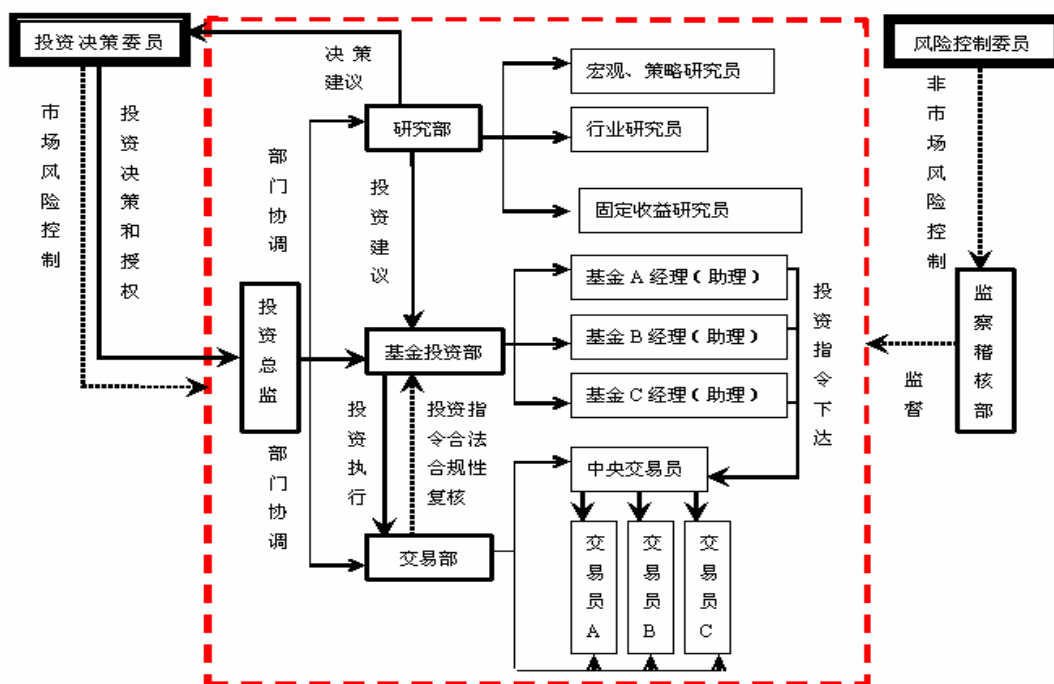 投资决策委员
风险控制委员
决策
建议
宏观、策略研究员
研究部
行业研究员
固定收益研究员
市场风险控制
投资决策和授权
部门协调
投资建议
非市场风险控制
投资总监
基金投资部
基金A经理（助理）
基金B经理（助理）
基金C经理（助理）
投资指令下达
监察稽核部
监督
部门协调
投资执行
投资指
令合法
合规性
复核
中央交易员
交易部
交易员A
交易员B
交易员C